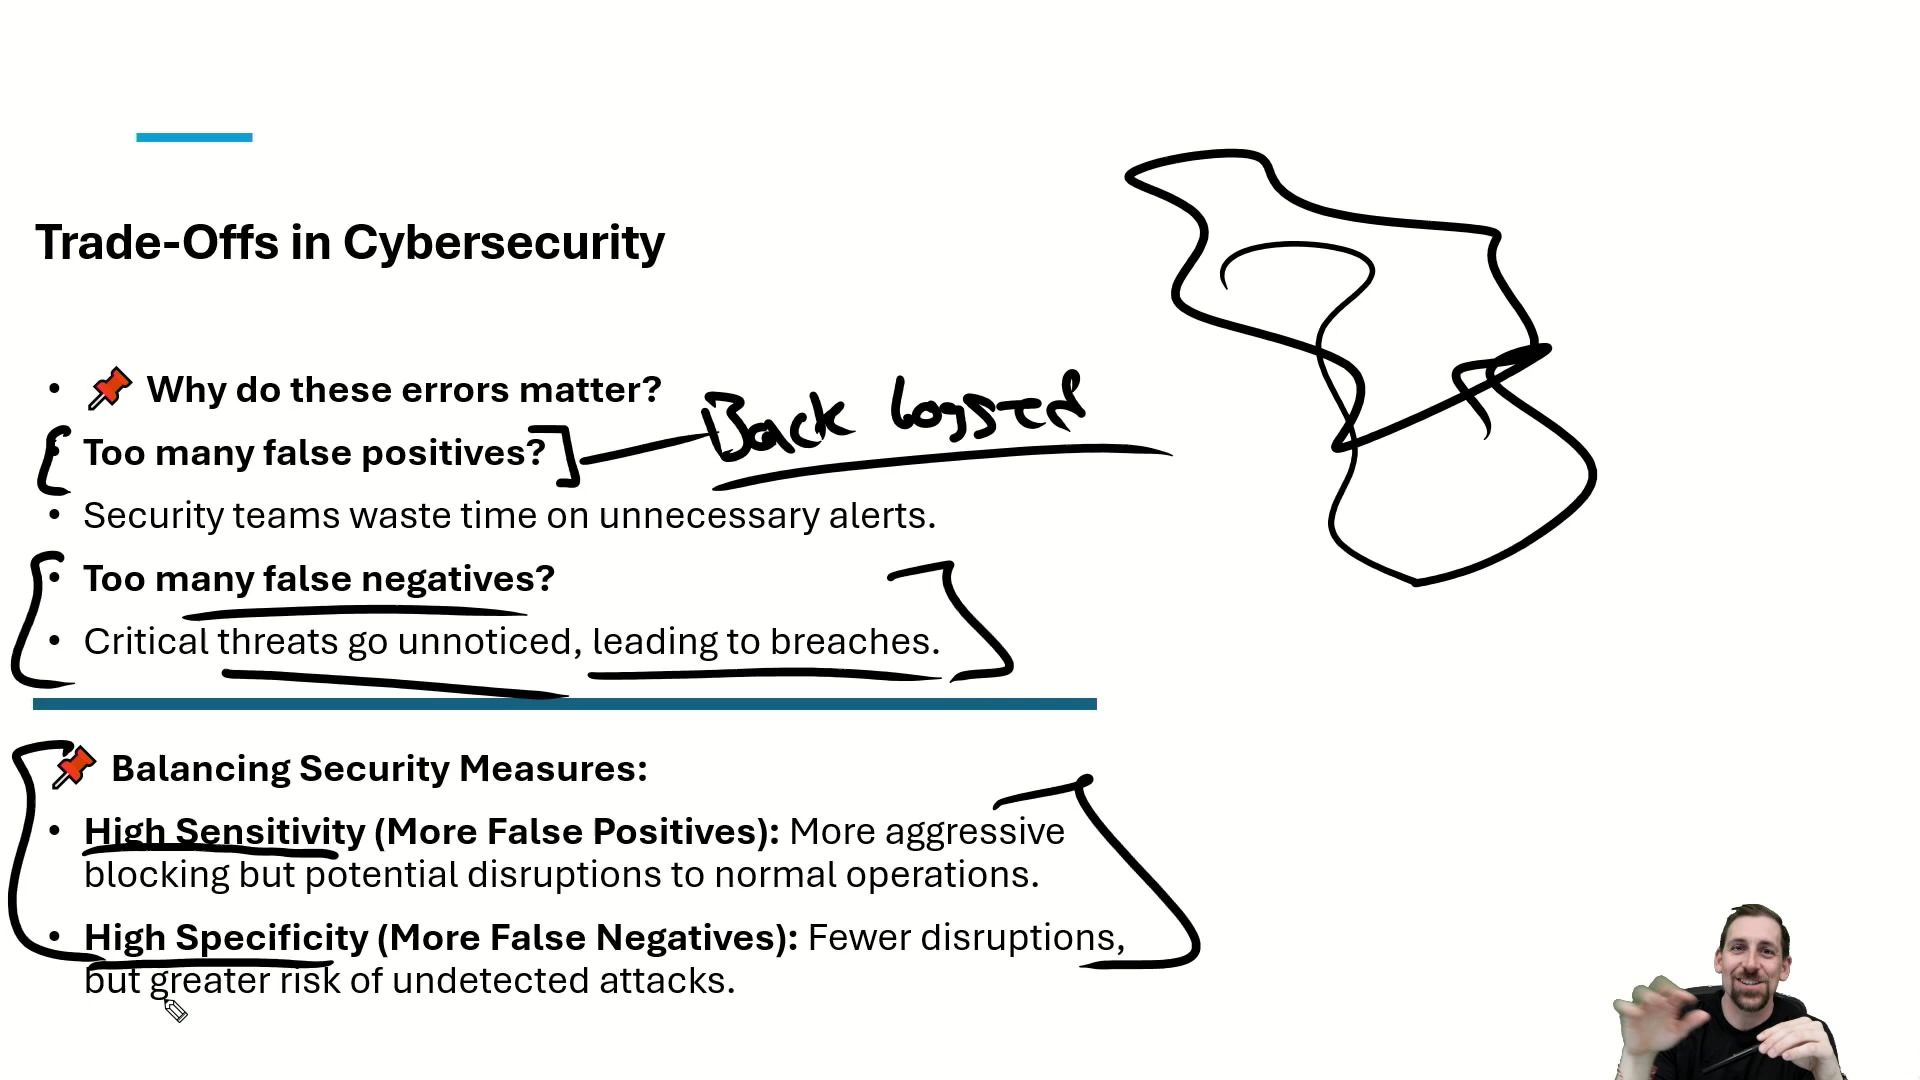 Trade-Offs in Cybersecurity
• 📌 Why do these errors matter?
Back logged
• Too many false positives?
• Security teams waste time on unnecessary alerts.
• Too many false negatives?
• Critical threats go unnoticed, leading to breaches.
📌 Balancing Security Measures:
• High Sensitivity (More False Positives): More aggressive
blocking but potential disruptions to normal operations.
• High Specificity (More False Negatives): Fewer disruptions,
but greater risk of undetected attacks.